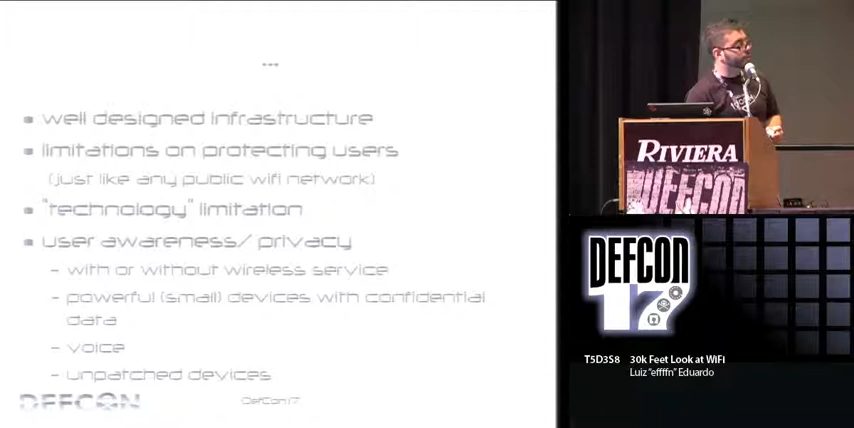 ...
well designed infrastructure
limitations on protecting users
(just like any public wifi network)
"technology" limitation
user awareness/ privacy
- with or without wireless service
- powerful (small) devices with confidential
data
- voice
- unpatched devices
DEFCON
DefCon 17
RIVIERA
DEFCON
DEFCON
17
T5D3S8 30k Feet Look at WiFi
Luiz "effffn" Eduardo